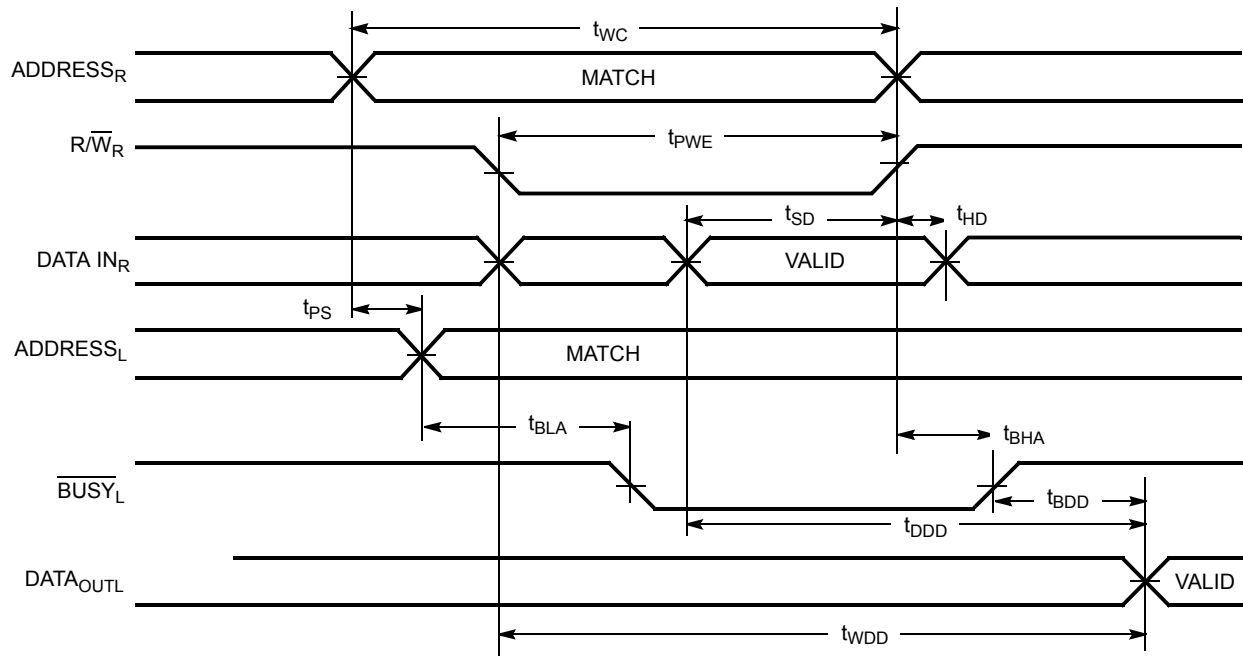 tWC
ADDRESSR
MATCH
R/W̅R
tPWE
tSD
tHD
DATA INR
VALID
tPS
ADDRESSL
MATCH
tBLA
tBHA
B̅U̅S̅Y̅L
tBDD
tDDD
DATAOUTL
VALID
tWDD